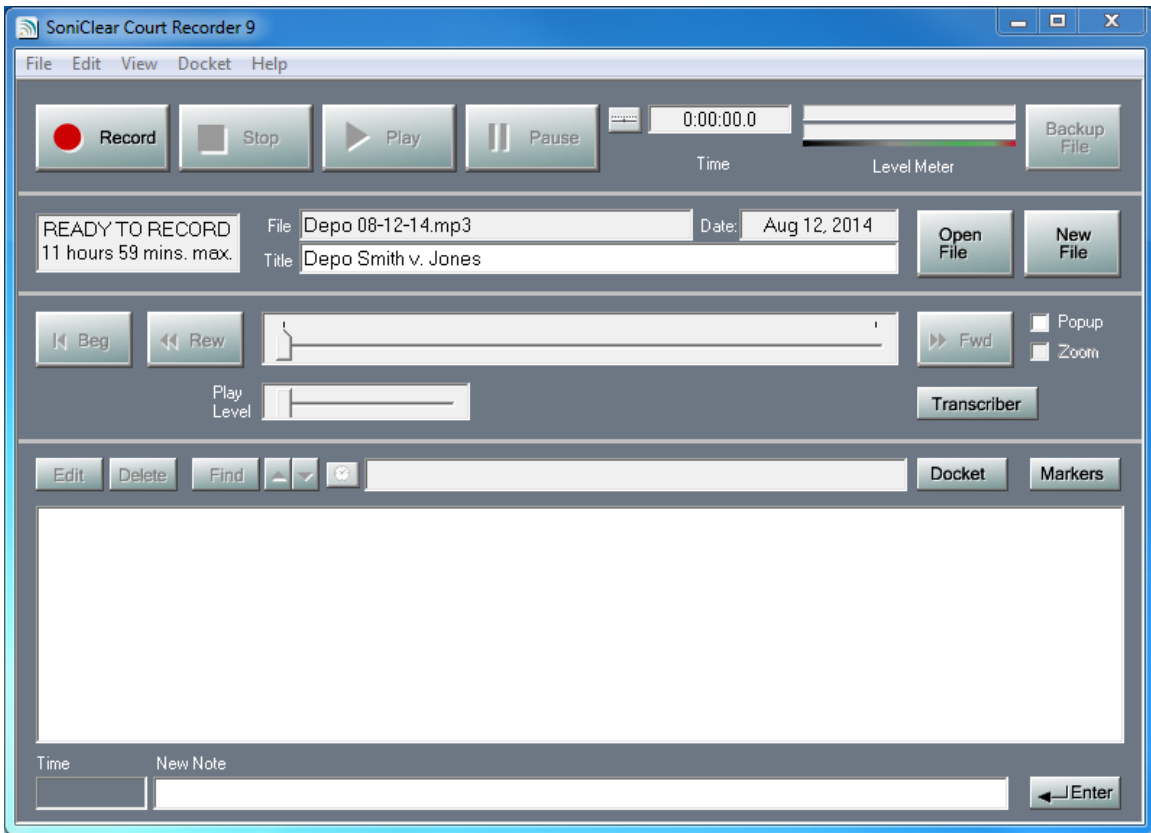 SoniClear Court Recorder 9
File Edit View Docket Help
Record Stop Play Pause 0:00:00.0 Backup
File
Time Level Meter
READY TO RECORD
11 hours 59 mins. max.
File Depo 08-12-14.mp3 Date: Aug 12, 2014
Title Depo Smith v. Jones
Open
File
New
File
Beg Rew Fwd Popup
Zoom
Play
Level
Transcriber
Edit Delete Find Docket Markers
Time New Note
Enter